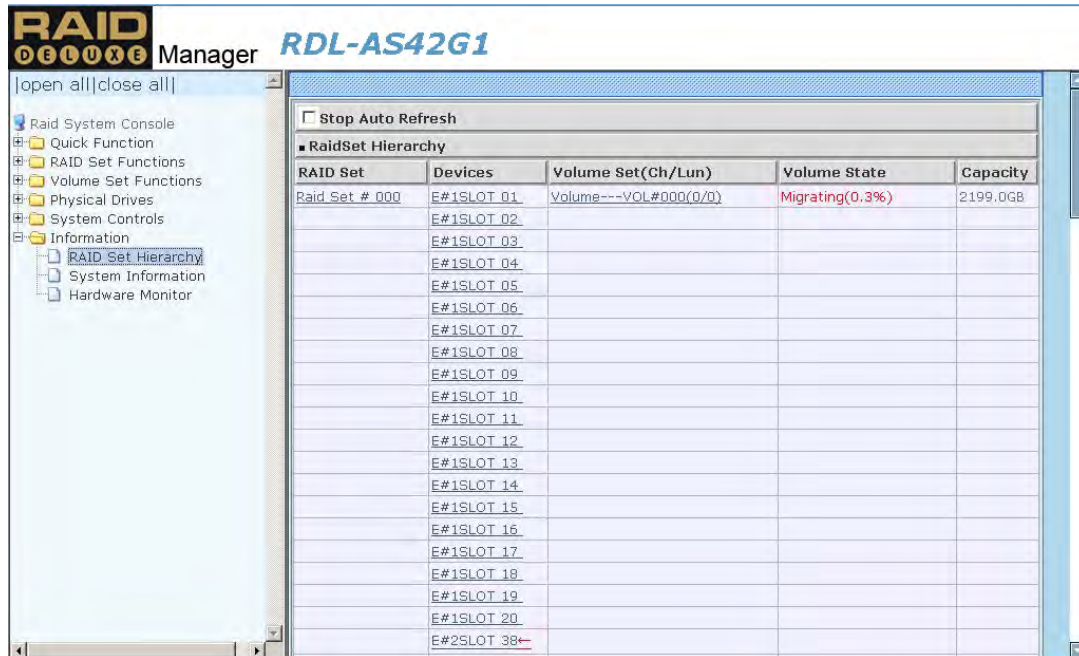 RAID
DELUXE Manager RDL-AS42G1
|open all|close all|
Raid System Console
Quick Function
RAID Set Functions
Volume Set Functions
Physical Drives
System Controls
Information
RAID Set Hierarchy
System Information
Hardware Monitor
Stop Auto Refresh
RaidSet Hierarchy
RAID Set Devices Volume Set(Ch/Lun) Volume State Capacity
Raid Set # 000 E#1SLOT 01 Volume---VOL#000(0/0) Migrating(0.3%) 2199.0GB
E#1SLOT 02
E#1SLOT 03
E#1SLOT 04
E#1SLOT 05
E#1SLOT 06
E#1SLOT 07
E#1SLOT 08
E#1SLOT 09
E#1SLOT 10
E#1SLOT 11
E#1SLOT 12
E#1SLOT 13
E#1SLOT 14
E#1SLOT 15
E#1SLOT 16
E#1SLOT 17
E#1SLOT 18
E#1SLOT 19
E#1SLOT 20
E#2SLOT 38←